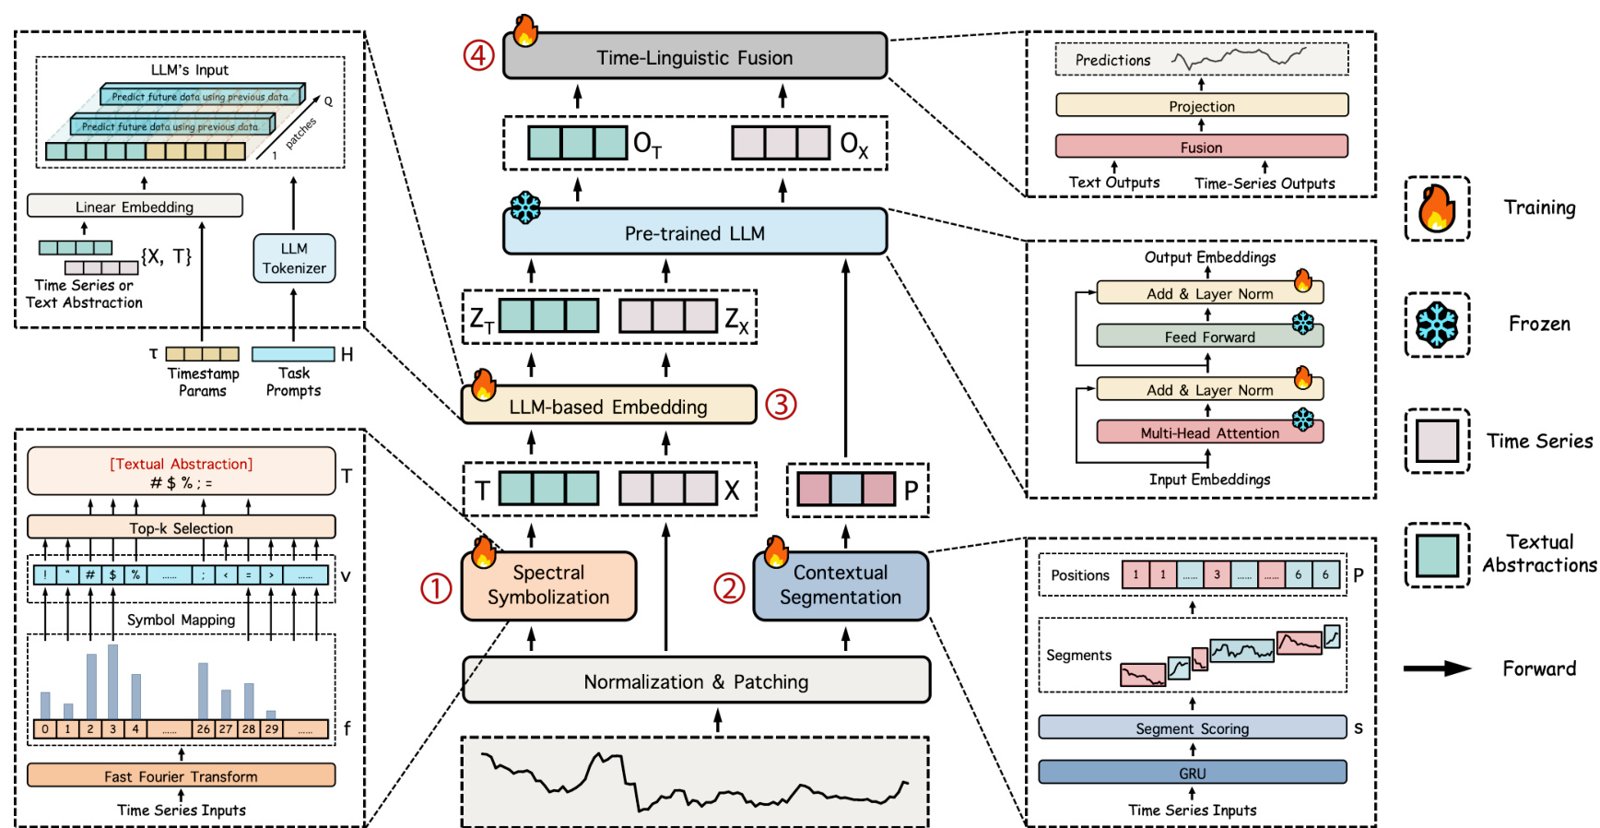 LLM's Input
Predict future data using previous data
Predict future data using previous data
1
patches
Q
Linear Embedding
{X, T}
Time Series or
Text Abstraction
LLM
Tokenizer
τ
Timestamp
Params
Task
Prompts
H
[Textual Abstraction]
# $ % ; =
T
Top-k Selection
! " # $ % ...... ; < = > ......
v
Symbol Mapping
0 1 2 3 4 ...... 26 27 28 29 ......
f
Fast Fourier Transform
Time Series Inputs
④
Time-Linguistic Fusion
O_T
O_X
Pre-trained LLM
Z_T
Z_X
LLM-based Embedding
③
T
X
P
①
Spectral
Symbolization
②
Contextual
Segmentation
Normalization & Patching
Predictions
Projection
Fusion
Text Outputs
Time-Series Outputs
Output Embeddings
Add & Layer Norm
Feed Forward
Add & Layer Norm
Multi-Head Attention
Input Embeddings
Positions
1 1 ...... 3 ...... ...... 6 6
P
Segments
Segment Scoring
s
GRU
Time Series Inputs
Training
Frozen
Time Series
Textual
Abstractions
Forward